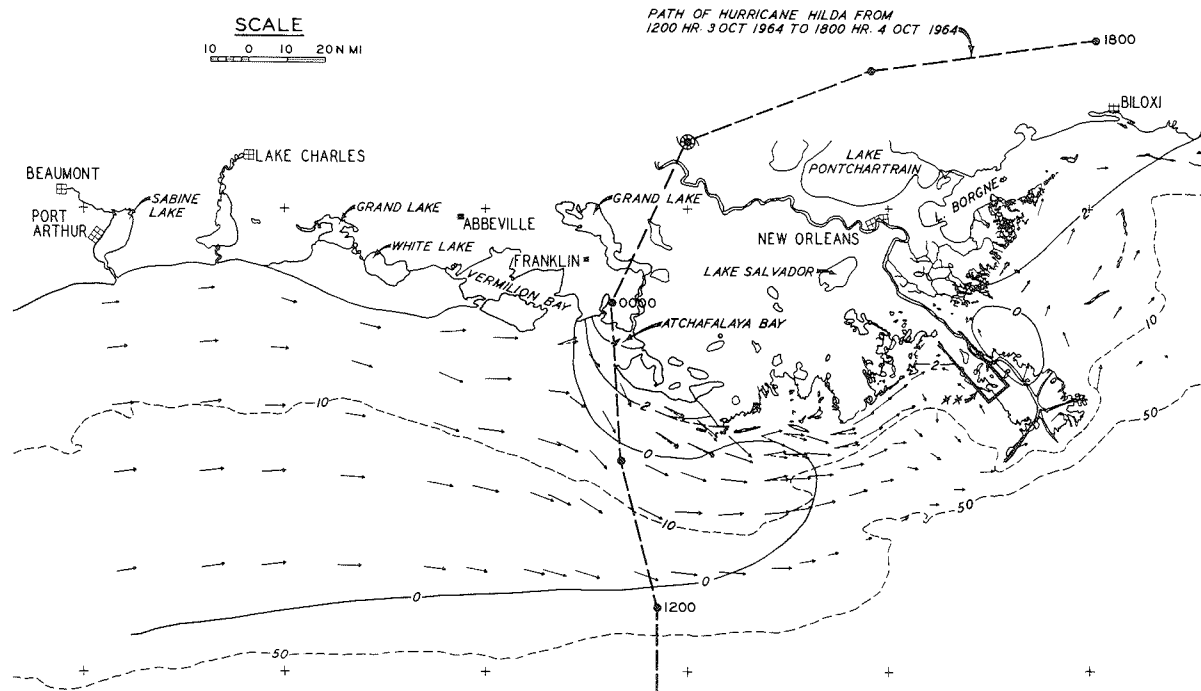 SCALE
10 0 10 20 N MI
PATH OF HURRICANE HILDA FROM
1200 HR. 3 OCT 1964 TO 1800 HR. 4 OCT 1964
1800
BILOXI
LAKE CHARLES
LAKE
PONTCHARTRAIN
BEAUMONT
SABINE
LAKE
PORT
ARTHUR
GRAND LAKE
ABBEVILLE
GRAND LAKE
L. BORGNE
2
NEW ORLEANS
WHITE LAKE
FRANKLIN
LAKE SALVADOR
VERMILION BAY
0000
0
10
ATCHAFALAYA BAY
2
**
10
2
50
0
50
10
0
0
1200
50